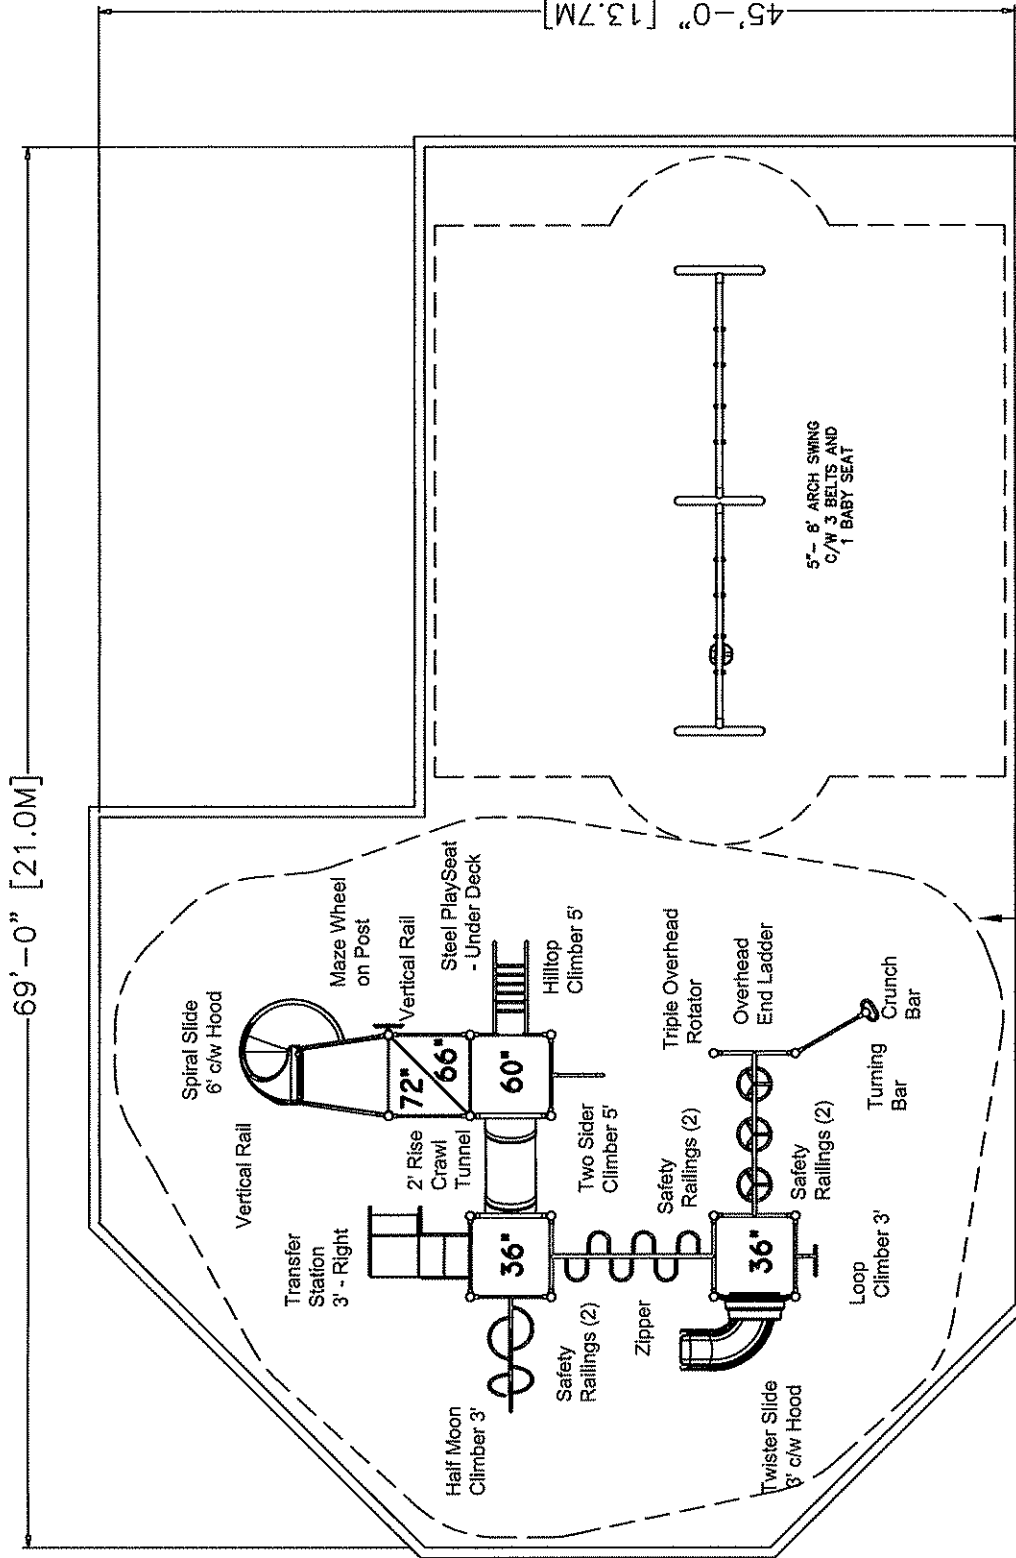 69'-0" [21.0M]
45'-0" [13.7M]
Spiral Slide
6' c/w Hood
Maze Wheel
on Post
Vertical Rail
Vertical Rail
Steel PlaySeat
- Under Deck
Hilltop
Climber 5'
72"
66"
60"
2' Rise
Crawl
Tunnel
Transfer
Station
3' - Right
36"
Two Sider
Climber 5'
Half Moon
Climber 3'
Safety
Railings (2)
Zipper
Safety
Railings (2)
Triple Overhead
Rotator
Overhead
End Ladder
Crunch
Bar
Turning
Bar
Safety
Railings (2)
36"
Loop
Climber 3'
Twister Slide
3' c/w Hood
5"- 8' ARCH SWING
C/W 3 BELTS AND
1 BABY SEAT